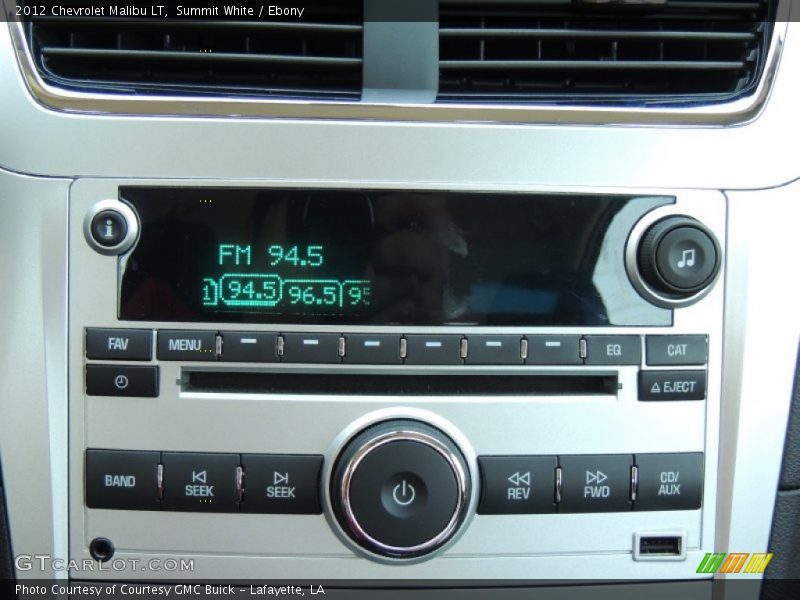 2012 Chevrolet Malibu LT,  Summit White / Ebony
i
FM 94.5
94.5 96.5
FAV MENU EQ CAT
EJECT
BAND SEEK SEEK REV FWD CD/
AUX
GTCARLOT.COM
Photo Courtesy of Courtesy GMC Buick - Lafayette, LA